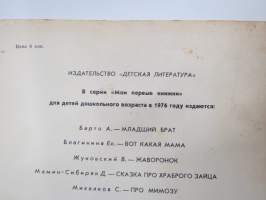 Цена 5 коп.
ИЗДАТЕЛЬСТВО «ДЕТСКАЯ ЛИТЕРАТУРА»
В серии «Мои первые книжки»
для детей дошкольного возраста в 1976 году издаются:
Барто А. — МЛАДШИЙ БРАТ
Благинина Ел. — ВОТ КАКАЯ МАМА
Жуковский В. — ЖАВОРОНОК
Мамин-Сибиряк Д. — СКАЗКА ПРО ХРАБРОГО ЗАЙЦА
Михалков С. — ПРО МИМОЗУ